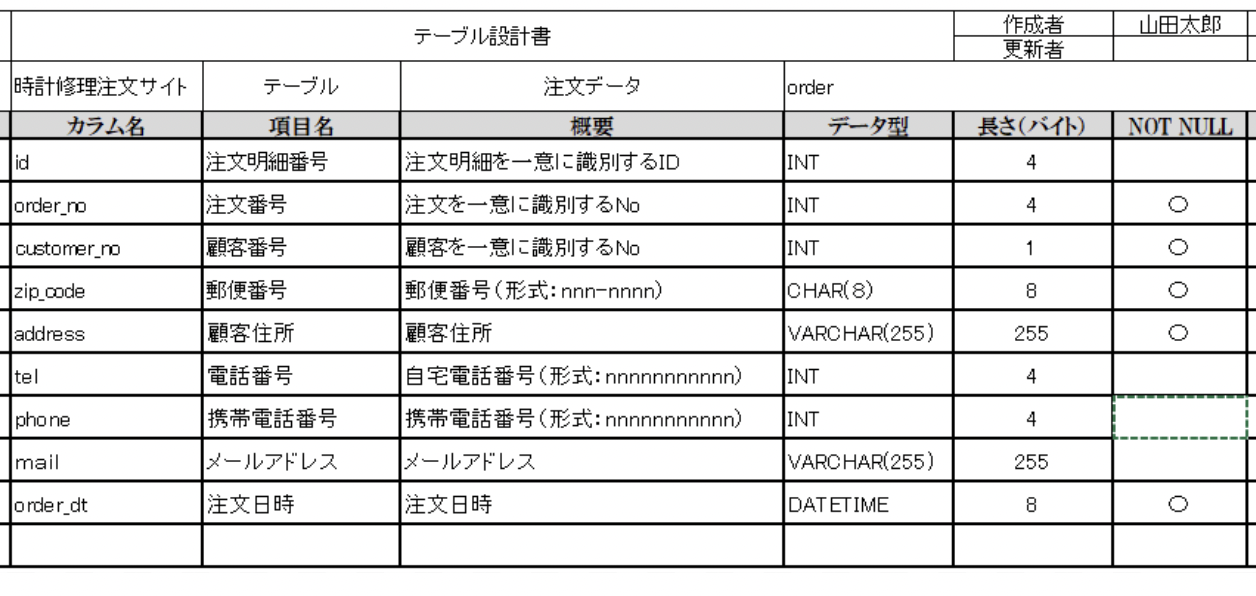 テーブル設計書 作成者 山田太郎
更新者
時計修理注文サイト テーブル 注文データ order
カラム名 項目名 概要 データ型 長さ(バイト) NOT NULL
id 注文明細番号 注文明細を一意に識別するID INT 4
order_no 注文番号 注文を一意に識別するNo INT 4 ○
customer_no 顧客番号 顧客を一意に識別するNo INT 1 ○
zip_code 郵便番号 郵便番号(形式:nnn-nnnn) CHAR(8) 8 ○
address 顧客住所 顧客住所 VARCHAR(255) 255 ○
tel 電話番号 自宅電話番号(形式:nnnnnnnnnnn) INT 4
phone 携帯電話番号 携帯電話番号(形式:nnnnnnnnnnn) INT 4
mail メールアドレス メールアドレス VARCHAR(255) 255
order_dt 注文日時 注文日時 DATETIME 8 ○